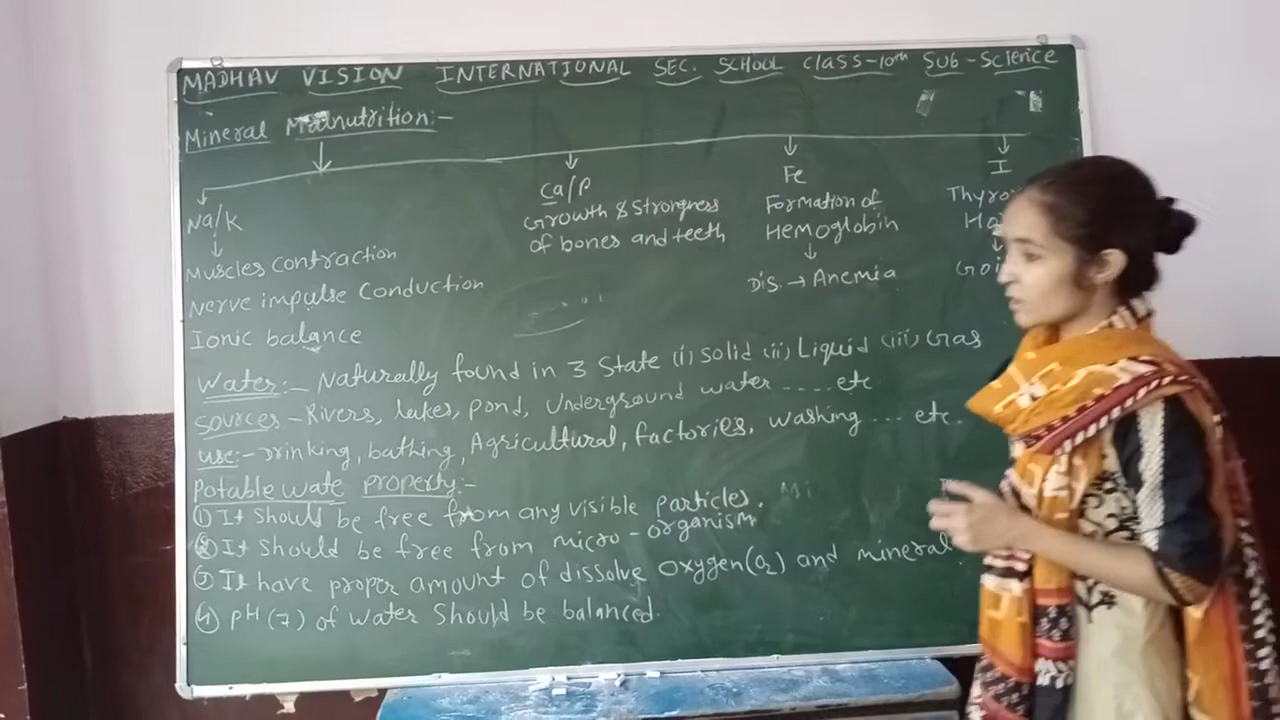 MADHAV VISION INTERNATIONAL SEC. SCHOOL Class-10th SUB-Science
Mineral Malnutrition:-
Na/K
Muscles Contraction
Nerve impulse Conduction
Ionic balance
Ca/P
Growth & Strongness
of bones and teeth
Fe
Formation of
Hemoglobin
Dis. → Anemia
I
Water:- Naturally found in 3 State (i) Solid (ii) Liquid (iii) Gas
Sources - Rivers, lakes, pond, Underground water ..... etc
use:- Drinking, bathing, Agricultural, factories, washing ... etc.
Potable wate property:-
① It should be free from any visible particles. Mi
② It should be free from micro-organism
③ It have proper amount of dissolve oxygen(O₂) and mineral
④ PH(7) of water Should be balanced.